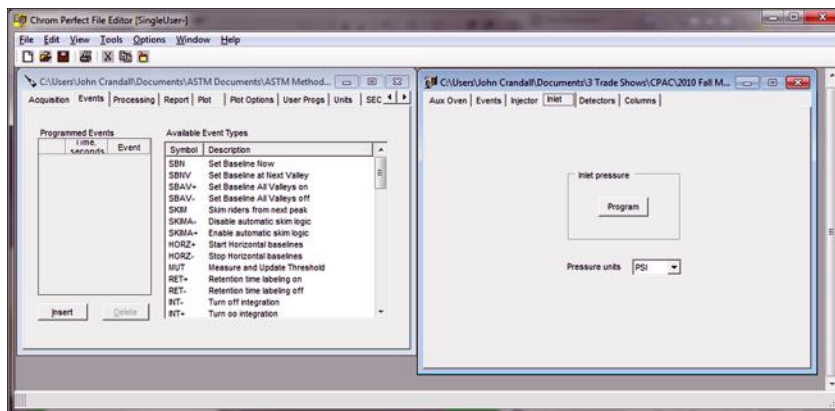 Chrom Perfect File Editor [SingleUser-]
File Edit View Tools Options Window Help
C:\Users\John Crandall\Documents\ASTM Documents\ASTM Method...
Acquisition Events Processing Report Plot Plot Options User Progs Units SEC
Programmed Events
Time, seconds Event
Insert Delete
Available Event Types
Symbol Description
SBN Set Baseline Now
SBNV Set Baseline at Next Valley
SBAV+ Set Baseline All Valleys on
SBAV- Set Baseline All Valleys off
SKIM Skim riders from next peak
SKIMA- Disable automatic skim logic
SKIMA+ Enable automatic skim logic
HORZ+ Start Horizontal baselines
HORZ- Stop Horizontal baselines
MUT Measure and Update Threshold
RET+ Retention time labeling on
RET- Retention time labeling off
INT- Turn off integration
INT+ Turn on integration
C:\Users\John Crandall\Documents\3 Trade Shows\CPAC\2010 Fall M...
Aux Oven Events Injector Inlet Detectors Columns
Inlet pressure
Program
Pressure units PSI